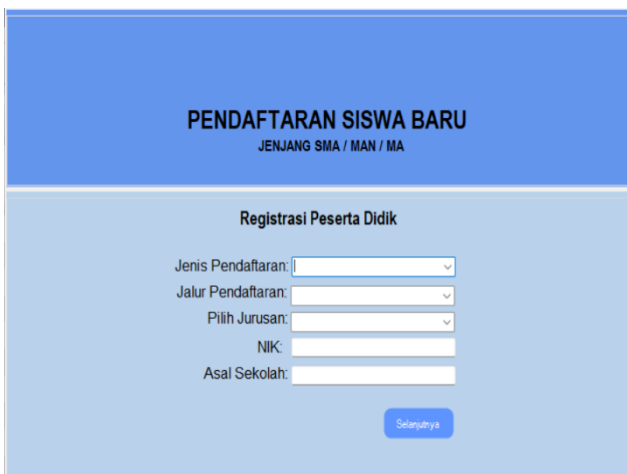 PENDAFTARAN SISWA BARU
JENJANG SMA / MAN / MA
Registrasi Peserta Didik
Jenis Pendaftaran:
Jalur Pendaftaran:
Pilih Jurusan:
NIK:
Asal Sekolah:
Selanjutnya